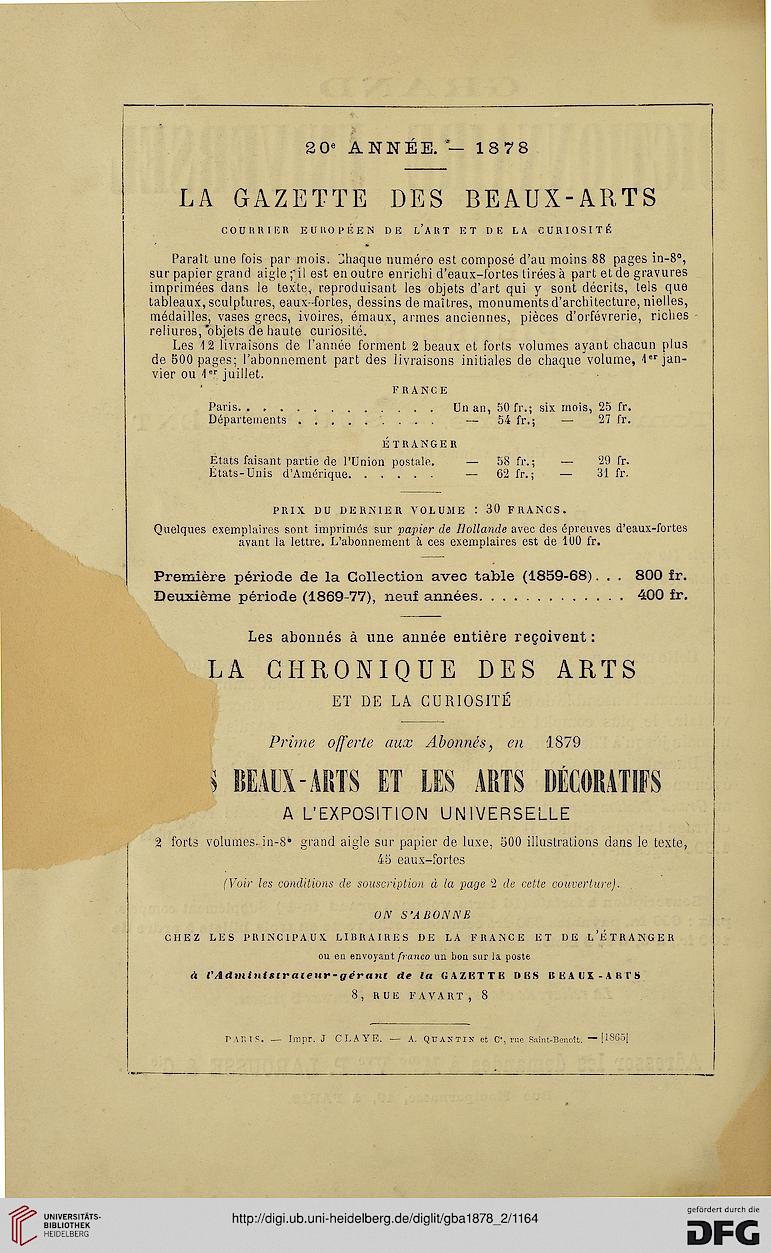 20e ANNÉE. — 1878
LA GAZETTE DES BEAUX-ARTS
COURRIER EUROPÉEN DE L'ART ET DE LA CURIOSITÉ
Paraît une fois par mois. Chaque numéro est composé d'au moins 88 pages in-8°,
sur papier grand aigle; il est en outre enrichi d'eaux-fortes tirées à part et de gravures
imprimées dans le texte, reproduisant les objets d'art qui y sont décrits, tels que
tableaux, sculptures, eaux-fortes, dessins de maîtres, monuments d'architecture, nielles,
médailles, vases grecs, ivoires, émaux, armes anciennes, pièces d'orfévrerie, riches
reliures, objets de haute curiosité.
Les 12 livraisons de l'année forment 2 beaux et forts volumes ayant chacun plus
de 500 pages; l'abonnement part des livraisons initiales de chaque volume, 1er jan-
vier ou 1er juillet.
FRANCE
Paris. . . . . . . . . . . . . Un an, 50 fr.; six mois, 25 fr.
Départements . . . . . . . . . — 54 fr.; — 27 fr.
ÉTRANGER
Etats faisant partie de l'Union postale. — 58 fr.; — 29 fr.
États-Unis d'Amérique. . . . . . — 62 fr.; — 31 fr.
PRIX DU DERNIER VOLUME : 30 FRANCS.
Quelques exemplaires sont imprimés sur papier de Hollande avec des épreuves d'eaux-fortes
avant la lettre. L'abonnement à ces exemplaires est de 100 fr.
Première période de la Collection avec table (1859-68). . . 800 fr.
Deuxième période (1869-77), neuf années. . . . . . . . . . . . . 400 fr.
Les abonnés à une année entière reçoivent:
LA CHRONIQUE DES ARTS
ET DE LA CURIOSITÉ
Prime offerte aux Abonnés, en 1879
S BEAUX-ARTS ET LES ARTS DÉCORATIFS
A L'EXPOSITION UNIVERSELLE
2 forts volumes in-8° grand aigle sur papier de luxe, 500 illustrations dans le texte,
45 eaux-fortes
(Voir les conditions de souscription à la page 2 de cette couverture).
ON S'ABONNE
CHEZ LES PRINCIPAUX LIBRAIRES DE LA FRANCE ET DE L'ÉTRANGER
ou en envoyant franco un bon sur la poste
à l'Administrateur-gérant de la GAZETTE DES BEAUX-ARTS
8, RUE FAVART, 8
PARIS. — Impr. J CLAYE. — A. QUANTIN et Ce, rue Saint-Benoît. — [1865]
UNIVERSITÄTS-
BIBLIOTHEK
HEIDELBERG
http://digi.ub.uni-heidelberg.de/diglit/gba1878_2/1164
gefördert durch die
DFG